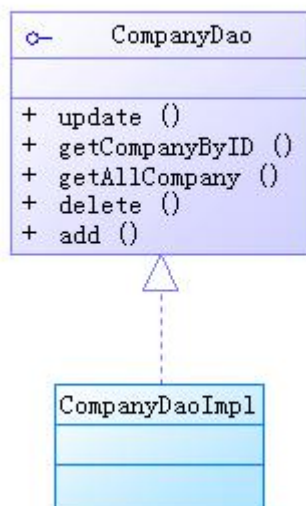 CompanyDao
+ update ()
+ getCompanyByID ()
+ getAllCompany ()
+ delete ()
+ add ()
CompanyDaoImpl